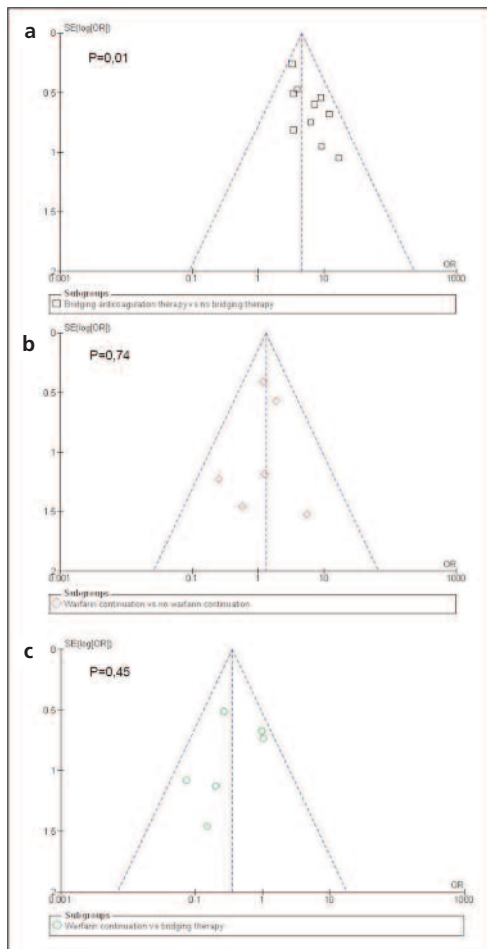 a
SE(log[OR])
P=0,01
0
0.5
1
1.5
2
0.001 0.1 1 10 1000
OR
Subgroups
Bridging anticoagulation therapy vs no bridging therapy
b
SE(log[OR])
P=0,74
0
0.5
1
1.5
2
0.001 0.1 1 10 1000
OR
Subgroups
Warfarin continuation vs no warfarin continuation
c
SE(log[OR])
P=0,45
0
0.5
1
1.5
2
0.001 0.1 1 10 1000
OR
Subgroups
Warfarin continuation vs bridging therapy